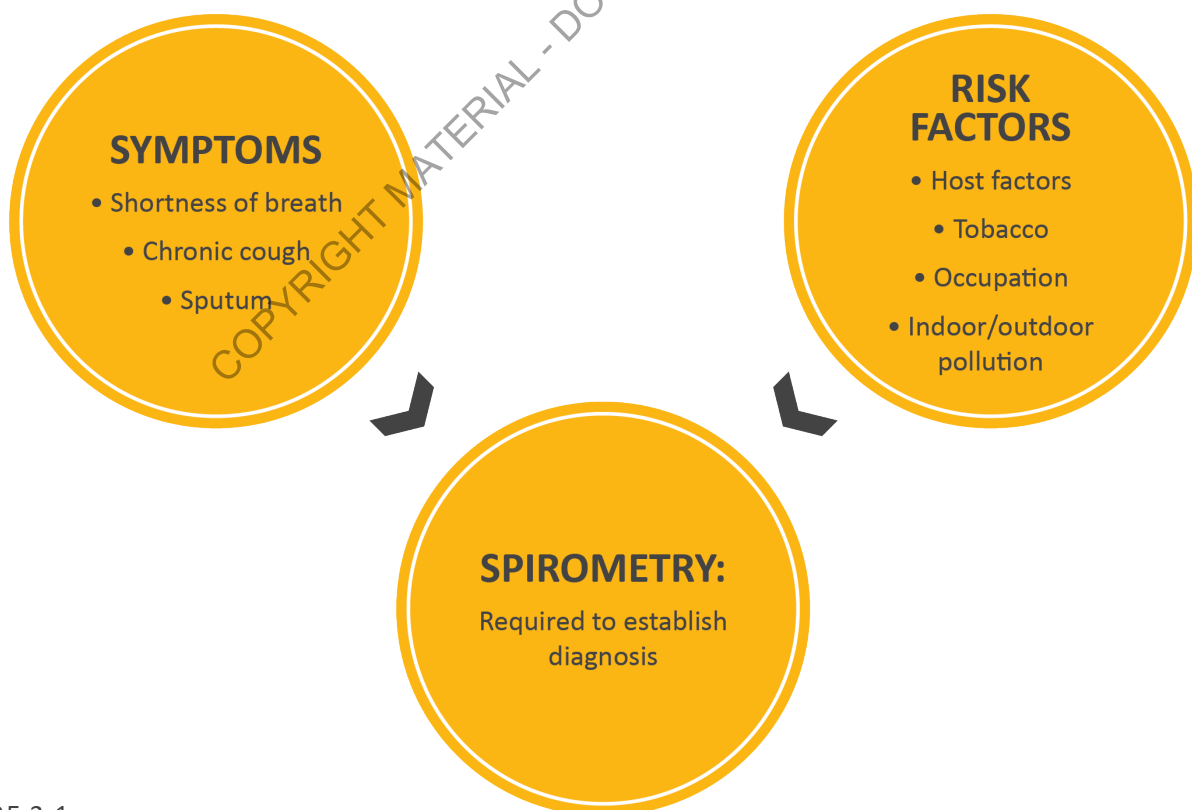 SYMPTOMS
• Shortness of breath
• Chronic cough
• Sputum
RISK
FACTORS
• Host factors
• Tobacco
• Occupation
• Indoor/outdoor
pollution
SPIROMETRY:
Required to establish
diagnosis
COPYRIGHT MATERIAL - DO